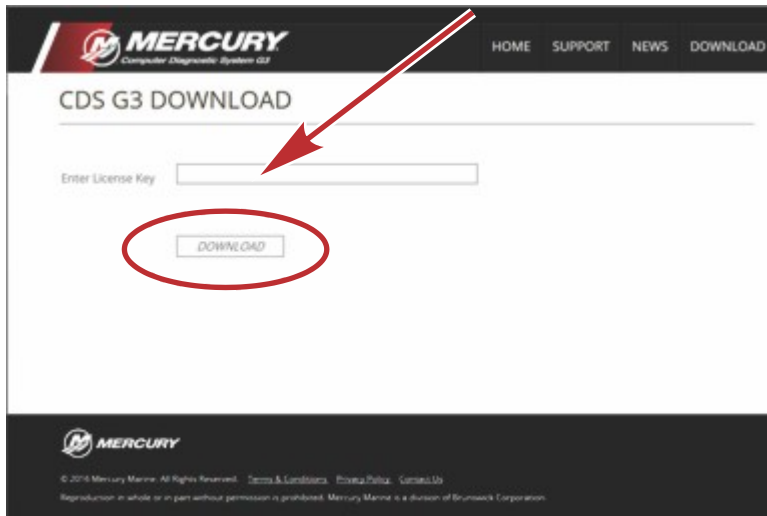 MERCURY
Computer Diagnostic System G3
HOME SUPPORT NEWS DOWNLOAD
CDS G3 DOWNLOAD
Enter License Key
DOWNLOAD
MERCURY
© 2016 Mercury Marine. All Rights Reserved. Terms & Conditions Privacy Policy Contact Us
Reproduction in whole or in part without permission is prohibited. Mercury Marine is a division of Brunswick Corporation.